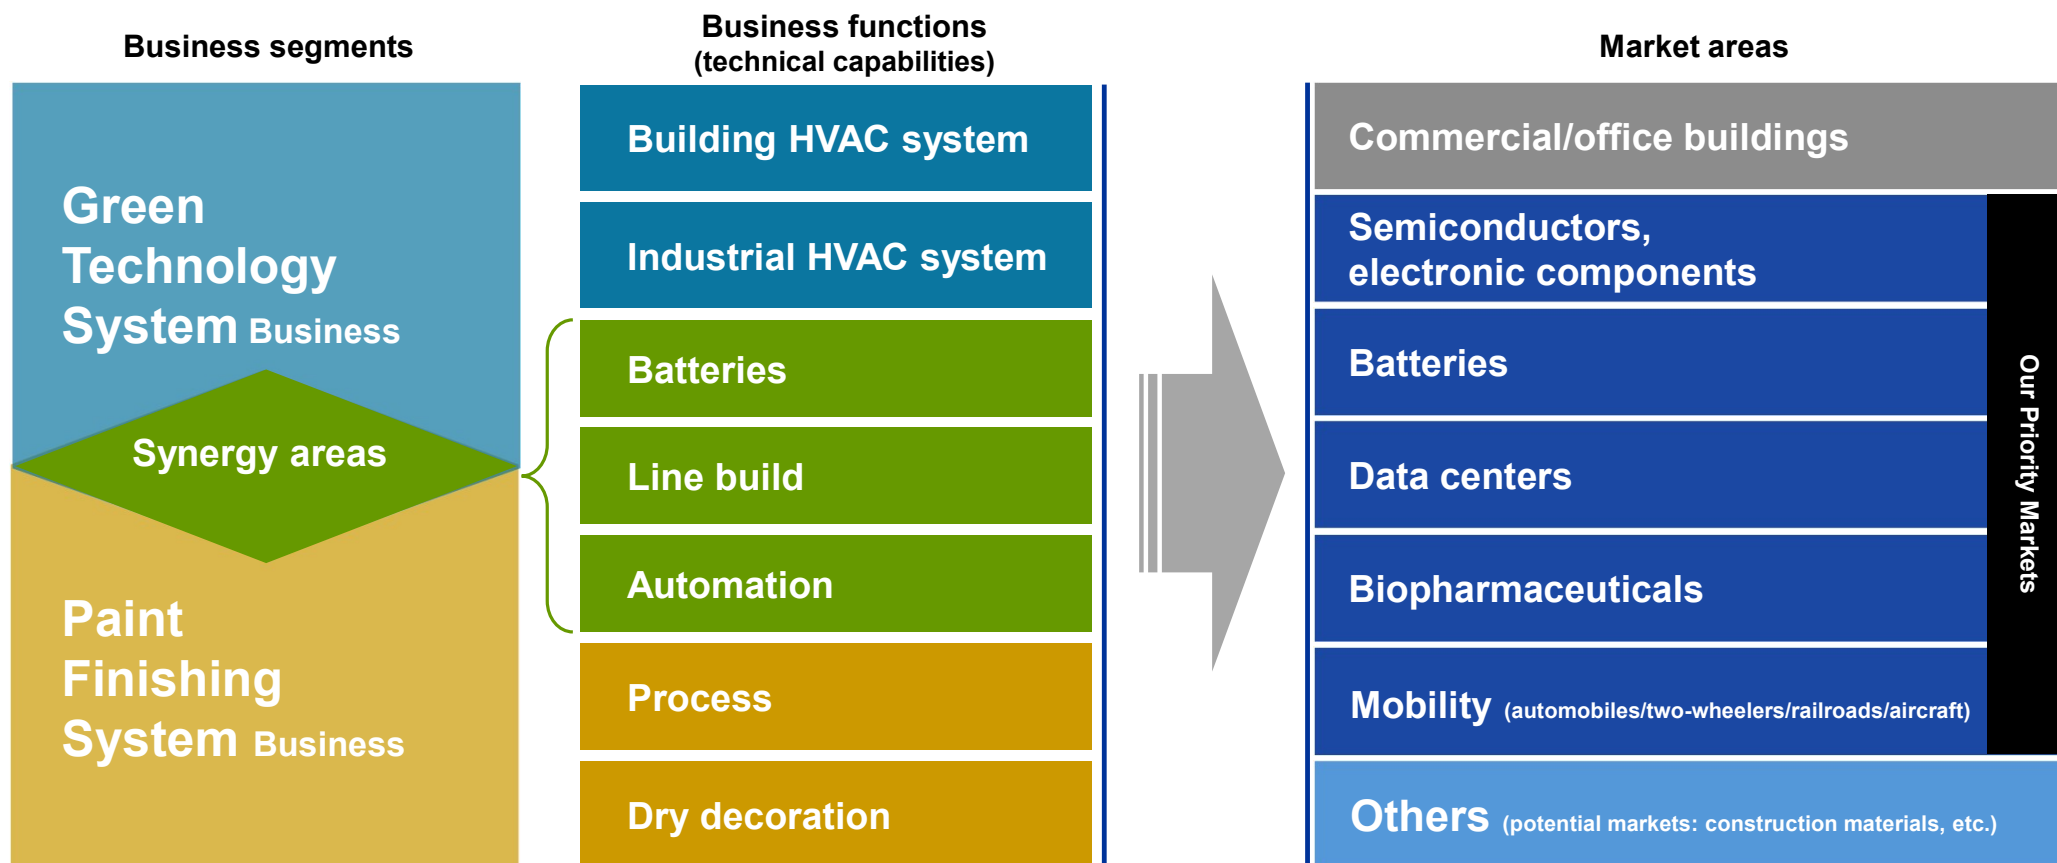 Business segments
Green
Technology
System Business
Synergy areas
Paint
Finishing
System Business
Business functions
(technical capabilities)
Building HVAC system
Industrial HVAC system
Batteries
Line build
Automation
Process
Dry decoration
Market areas
Commercial/office buildings
Semiconductors,
electronic components
Batteries
Data centers
Biopharmaceuticals
Mobility (automobiles/two-wheelers/railroads/aircraft)
Our Priority Markets
Others (potential markets: construction materials, etc.)